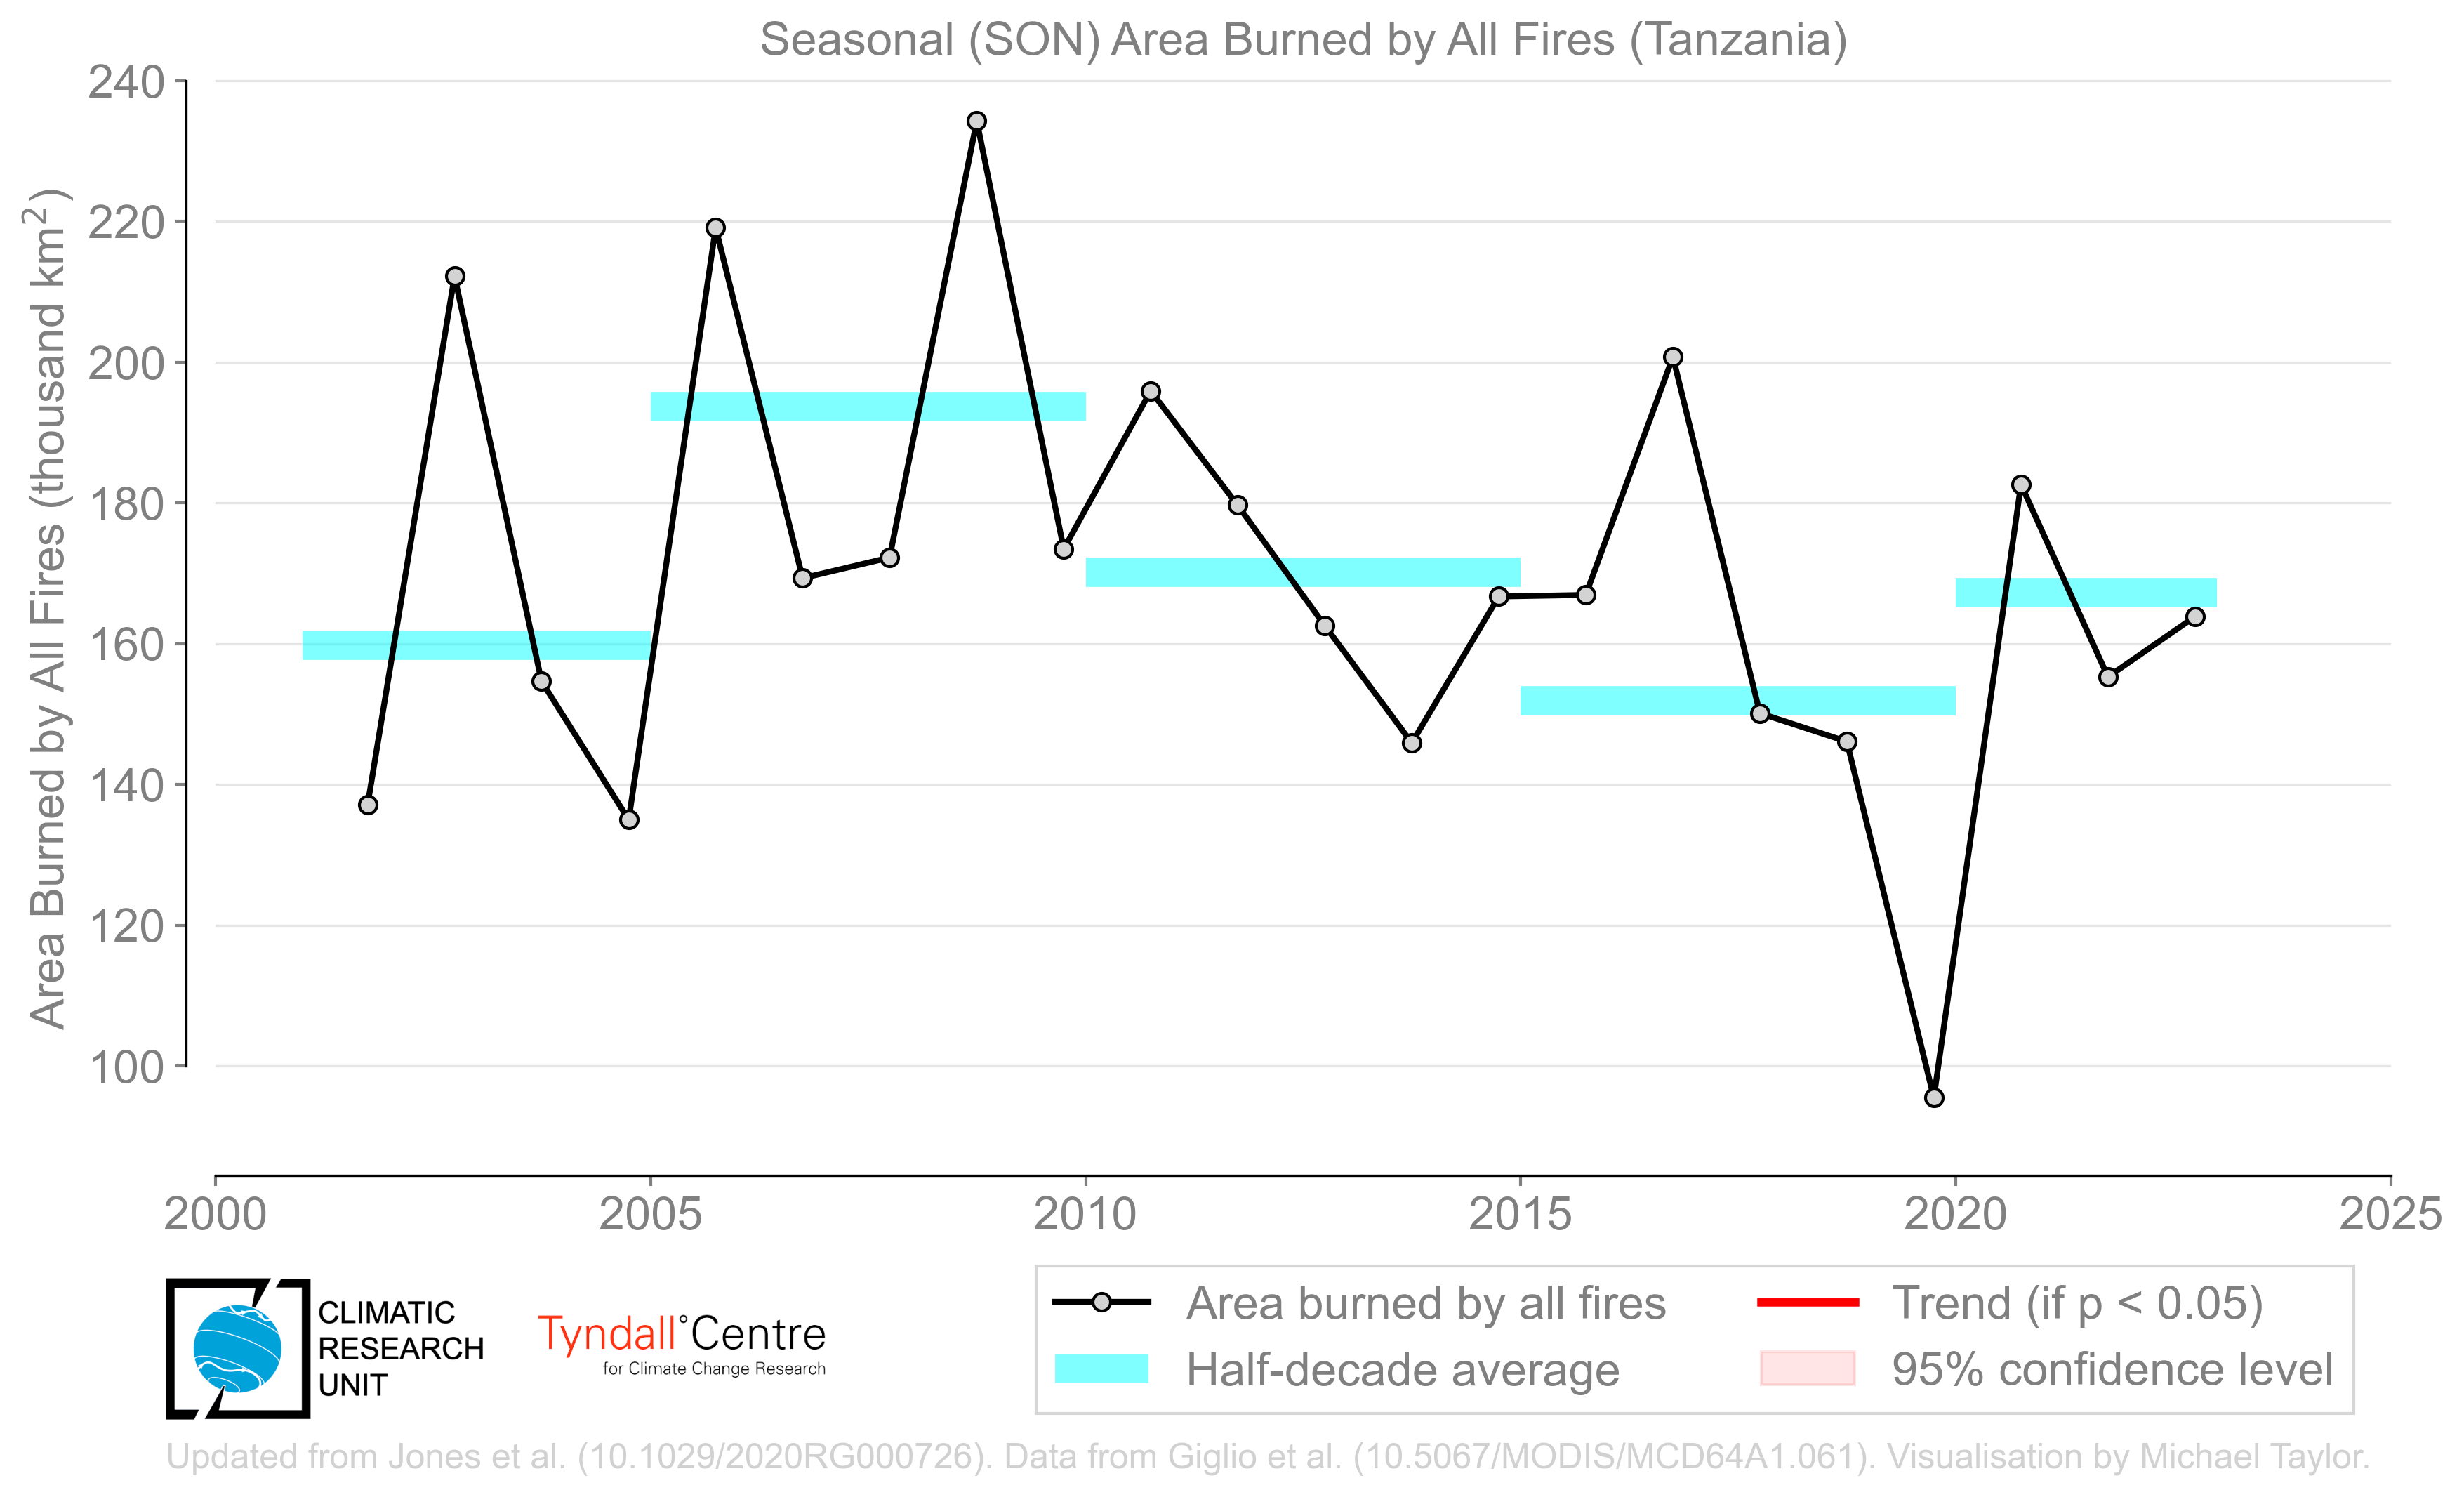 Seasonal (SON) Area Burned by All Fires (Tanzania)
Area Burned by All Fires (thousand km²)
240
220
200
180
160
140
120
100
2000 2005 2010 2015 2020 2025
CLIMATIC
RESEARCH
UNIT
Tyndall°Centre
for Climate Change Research
Area burned by all fires
Half-decade average
Trend (if p < 0.05)
95% confidence level
Updated from Jones et al. (10.1029/2020RG000726). Data from Giglio et al. (10.5067/MODIS/MCD64A1.061). Visualisation by Michael Taylor.